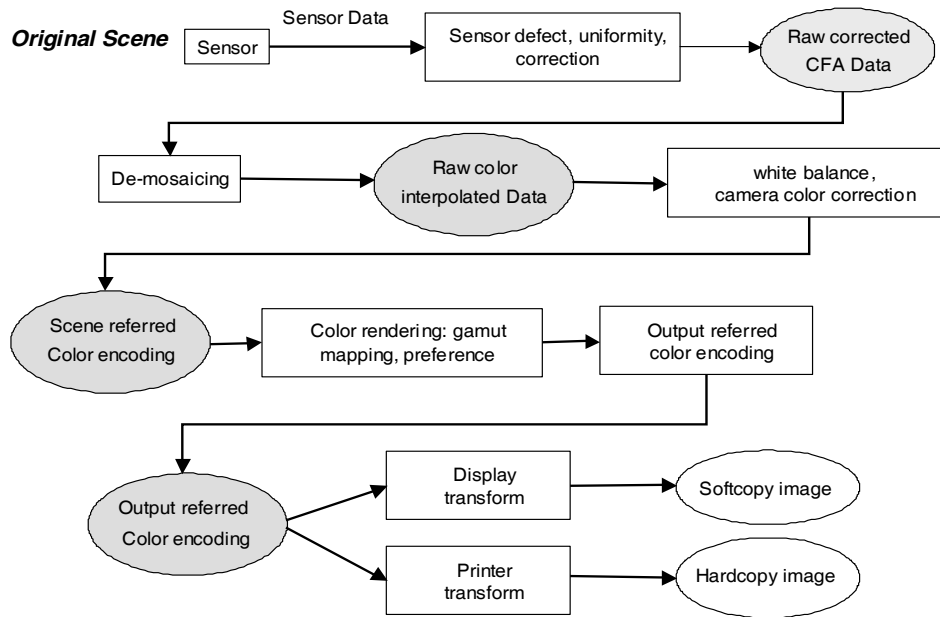 Original Scene
Sensor
Sensor Data
Sensor defect, uniformity,
correction
Raw corrected
CFA Data
De-mosaicing
Raw color
interpolated Data
white balance,
camera color correction
Scene referred
Color encoding
Color rendering: gamut
mapping, preference
Output referred
color encoding
Output referred
Color encoding
Display
transform
Softcopy image
Printer
transform
Hardcopy image